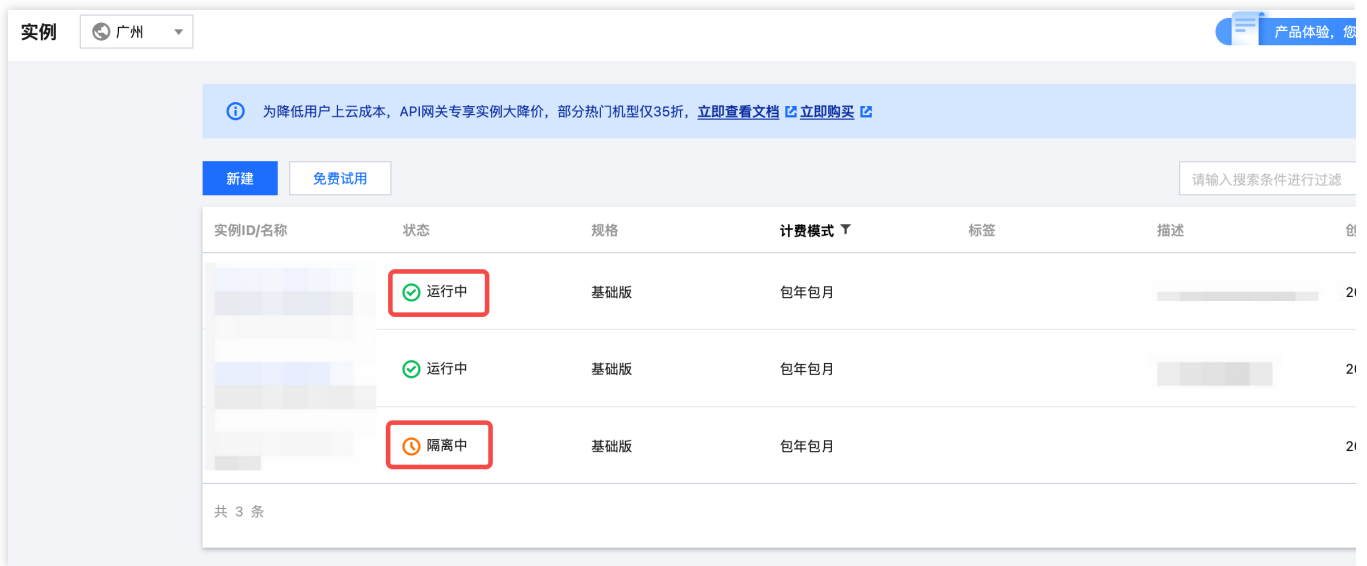 实例 广州 产品体验，您
为降低用户上云成本，API网关专享实例大降价，部分热门机型仅35折，立即查看文档 立即购买
新建 免费试用 请输入搜索条件进行过滤
实例ID/名称 状态 规格 计费模式 标签 描述 创
运行中 基础版 包年包月 20
运行中 基础版 包年包月 20
隔离中 基础版 包年包月 20
共 3 条